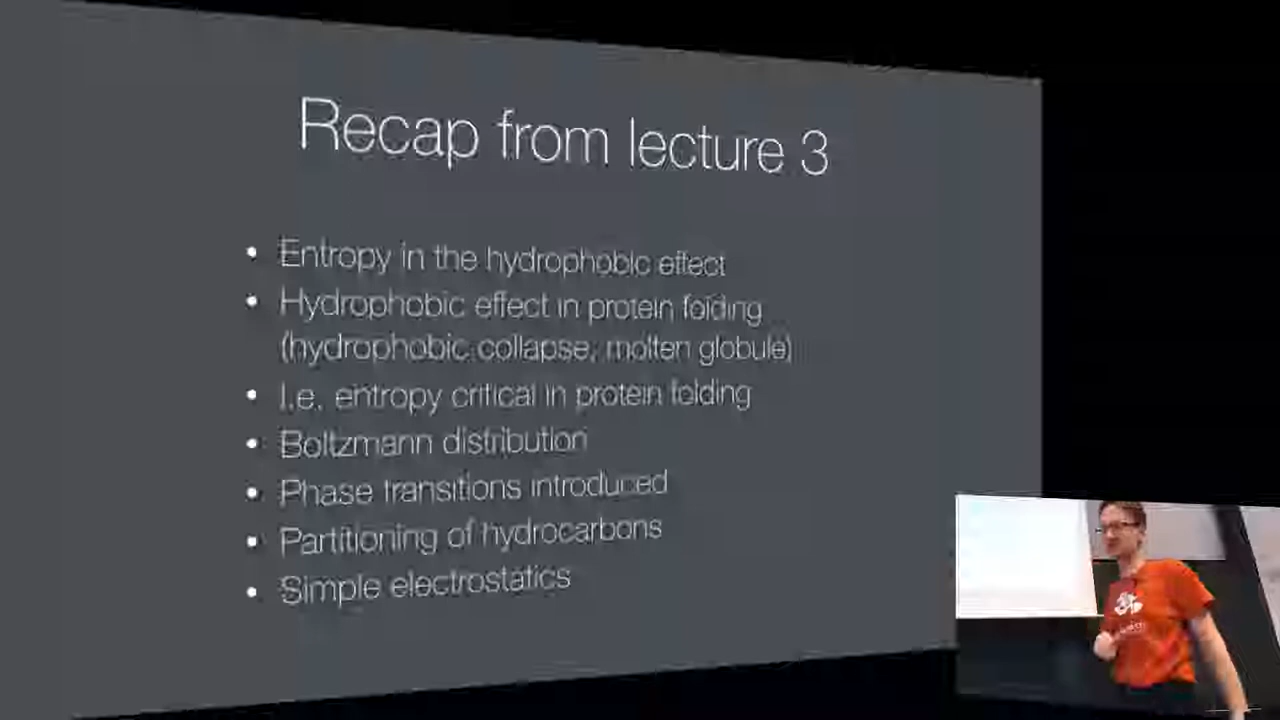 Recap from lecture 3
• Entropy in the hydrophobic effect
• Hydrophobic effect in protein folding
(hydrophobic collapse, molten globule)
• I.e. entropy critical in protein folding
• Boltzmann distribution
• Phase transitions introduced
• Partitioning of hydrocarbons
• Simple electrostatics